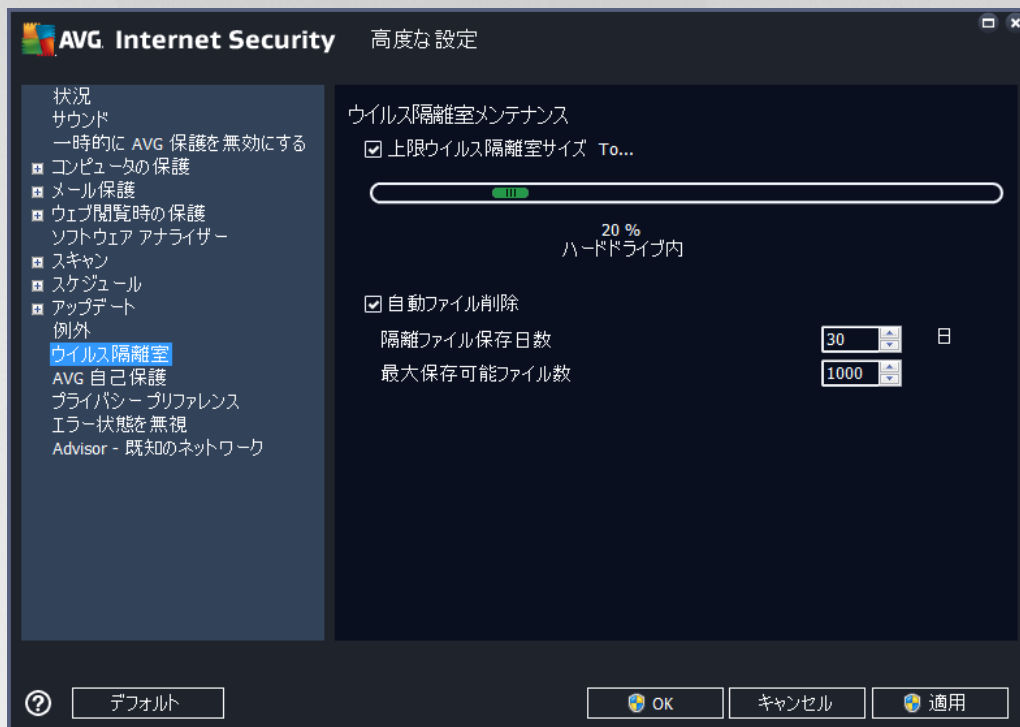 AVG. Internet Security 高度な設定
状況
サウンド
一時的に AVG 保護を無効にする
コンピュータの保護
メール保護
ウェブ閲覧時の保護
ソフトウェア アナライザー
スキャン
スケジュール
アップデート
例外
ウイルス隔離室
AVG 自己保護
プライバシー プリファレンス
エラー状態を無視
Advisor - 既知のネットワーク
ウイルス隔離室メンテナンス
上限ウイルス隔離室サイズ To...
20 %
ハードドライブ内
自動ファイル削除
隔離ファイル保存日数 30 日
最大保存可能ファイル数 1000
? デフォルト OK キャンセル 適用